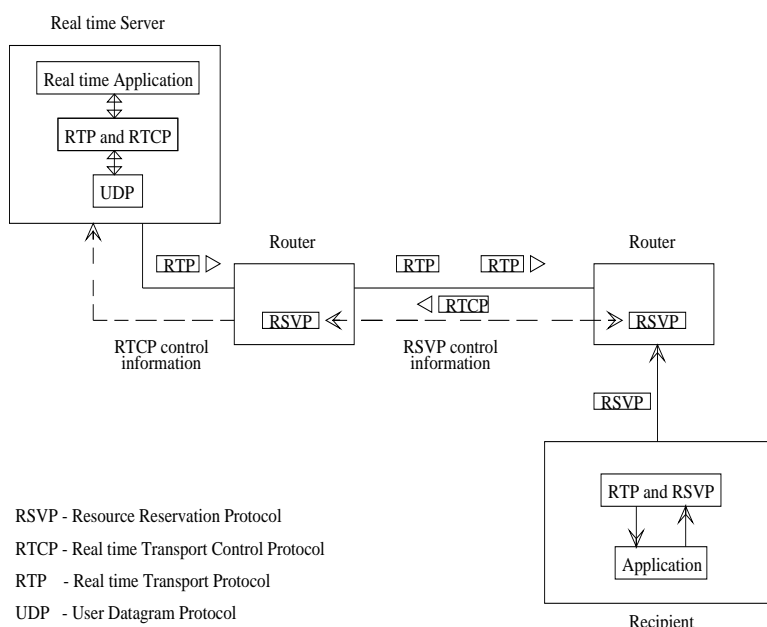 Real time Server
Real time Application
RTP and RTCP
UDP
Router
Router
RTP
RTP
RTP
RTCP
RSVP
RSVP
RTCP control
information
RSVP control
information
RSVP
RTP and RSVP
Application
Recipient
RSVP - Resource Reservation Protocol
RTCP - Real time Transport Control Protocol
RTP - Real time Transport Protocol
UDP - User Datagram Protocol